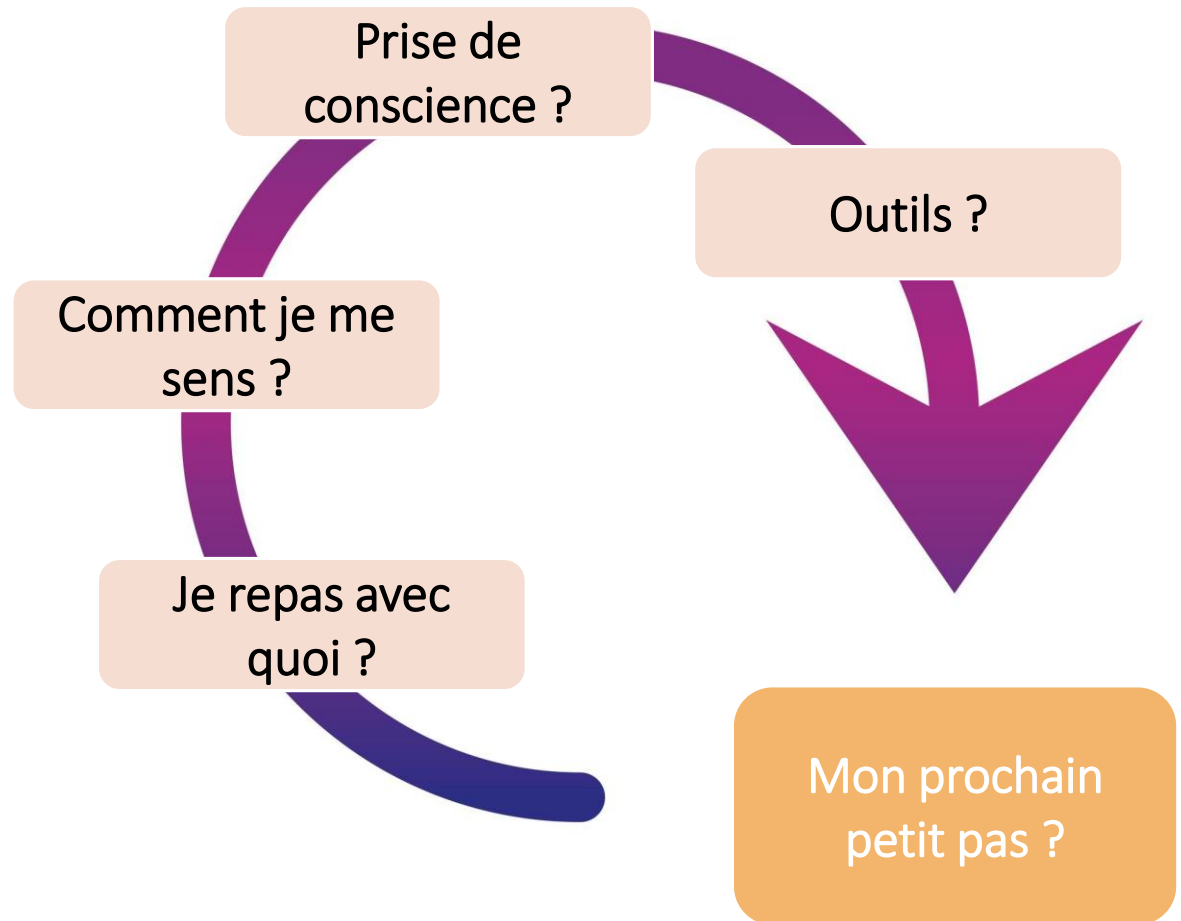 Prise de
conscience ?
Outils ?
Comment je me
sens ?
Je repas avec
quoi ?
Mon prochain
petit pas ?